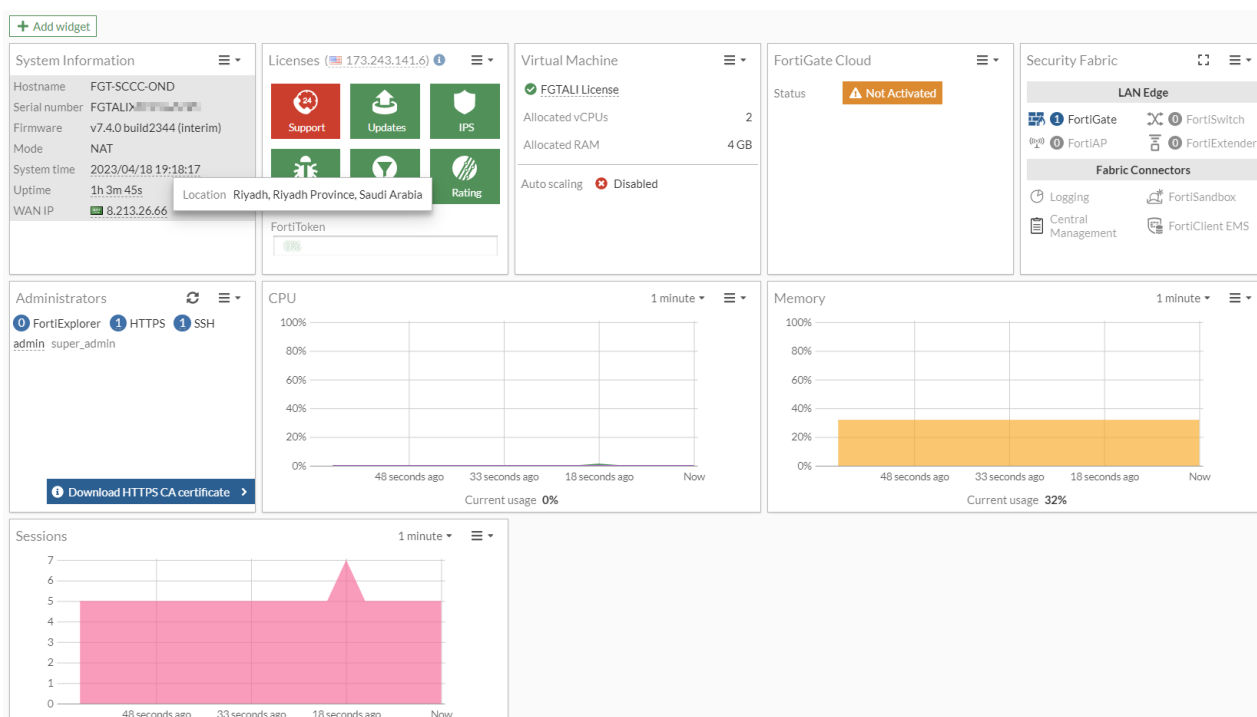 Add widget
System Information
Hostname FGT-SCCC-OND
Serial number FGTALIX
Firmware v7.4.0 build2344 (interim)
Mode NAT
System time 2023/04/18 19:18:17
Uptime 1h 3m 45s
WAN IP 8.213.26.66
Location Riyadh, Riyadh Province, Saudi Arabia
Licenses (173.243.141.6)
24
Support Updates IPS
Rating
FortiToken
0%
Virtual Machine
FGTALI License
Allocated vCPUs 2
Allocated RAM 4 GB
Auto scaling Disabled
FortiGate Cloud
Status Not Activated
Security Fabric
LAN Edge
1 FortiGate 0 FortiSwitch
0 FortiAP 0 FortiExtender
Fabric Connectors
Logging FortiSandbox
Central Management FortiClient EMS
Administrators
0 FortiExplorer 1 HTTPS 1 SSH
admin super_admin
Download HTTPS CA certificate
CPU 1 minute
100%
80%
60%
40%
20%
0%
48 seconds ago 33 seconds ago 18 seconds ago Now
Current usage 0%
Memory 1 minute
100%
80%
60%
40%
20%
0%
48 seconds ago 33 seconds ago 18 seconds ago Now
Current usage 32%
Sessions 1 minute
7
6
5
4
3
2
1
0
48 seconds ago 33 seconds ago 18 seconds ago Now